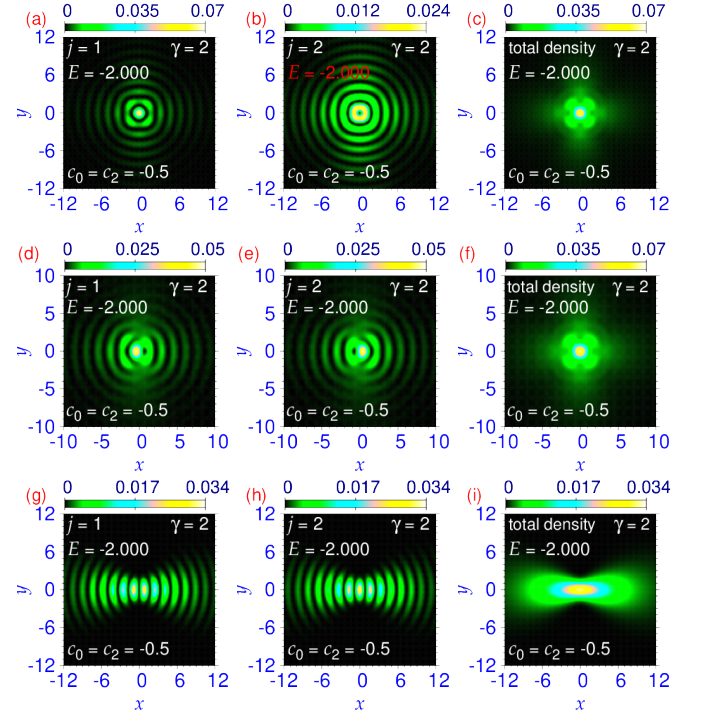 (a) 0 0.035 0.07 (b) 0 0.012 0.024 (c) 0 0.035 0.07
12 j = 1 γ = 2 12 j = 2 γ = 2 12 total density γ = 2
E = -2.000 E = -2.000 E = -2.000
6 6 6
y 0 y 0 y 0
-6 -6 -6
c₀ = c₂ = -0.5 c₀ = c₂ = -0.5 c₀ = c₂ = -0.5
-12 -12 -12
-12 -6 0 6 12 -12 -6 0 6 12 -12 -6 0 6 12
x x x
(d) 0 0.025 0.05 (e) 0 0.025 0.05 (f) 0 0.035 0.07
10 j = 1 γ = 2 10 j = 2 γ = 2 10 total density γ = 2
E = -2.000 E = -2.000 E = -2.000
5 5 5
y 0 y 0 y 0
-5 -5 -5
c₀ = c₂ = -0.5 c₀ = c₂ = -0.5 c₀ = c₂ = -0.5
-10 -10 -10
-10 -5 0 5 10 -10 -5 0 5 10 -10 -5 0 5 10
x x x
(g) 0 0.017 0.034 (h) 0 0.017 0.034 (i) 0 0.017 0.034
12 j = 1 γ = 2 12 j = 2 γ = 2 12 total density γ = 2
E = -2.000 E = -2.000 E = -2.000
6 6 6
y 0 y 0 y 0
-6 -6 -6
c₀ = c₂ = -0.5 c₀ = c₂ = -0.5 c₀ = c₂ = -0.5
-12 -12 -12
-12 -6 0 6 12 -12 -6 0 6 12 -12 -6 0 6 12
x x x